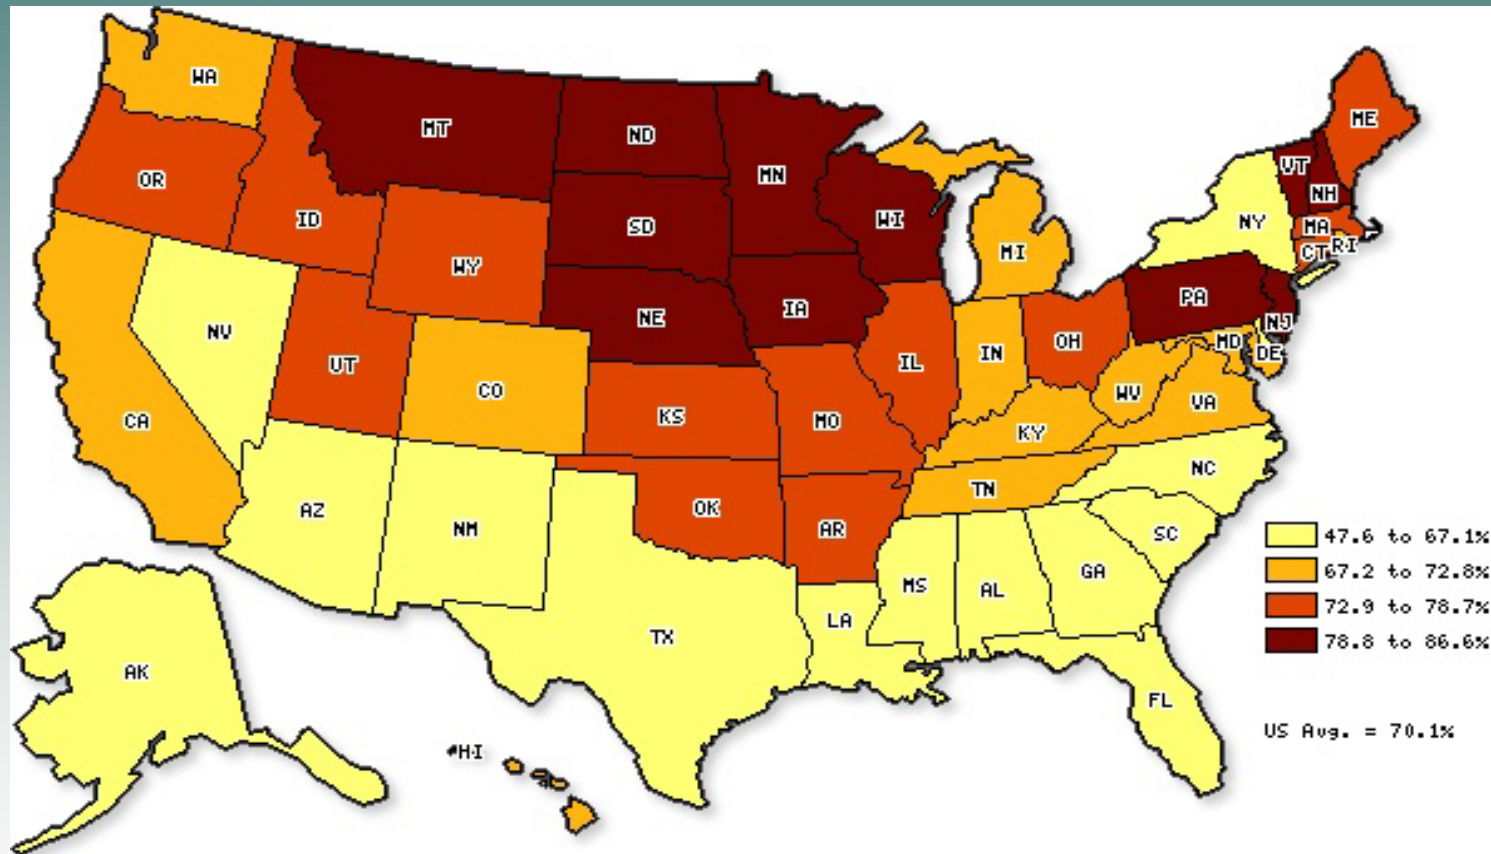 WA
MT
ND
MN
ME
OR
ID
WY
SD
WI
MI
VT
NH
NY
MA
CT
RI
NV
UT
CO
NE
IA
IL
IN
OH
PA
NJ
MD
DE
CA
KS
MO
KY
WV
VA
AZ
NM
OK
AR
TN
NC
SC
MS
AL
GA
TX
LA
FL
AK
HI
47.6 to 67.1%
67.2 to 72.8%
72.9 to 78.7%
78.8 to 86.6%
US Avg. = 70.1%